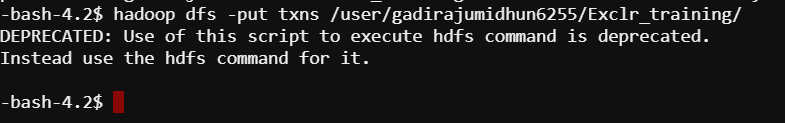 -bash-4.2$ hadoop dfs -put txns /user/gadirajumidhun6255/Exclr_training/
DEPRECATED: Use of this script to execute hdfs command is deprecated.
Instead use the hdfs command for it.
-bash-4.2$